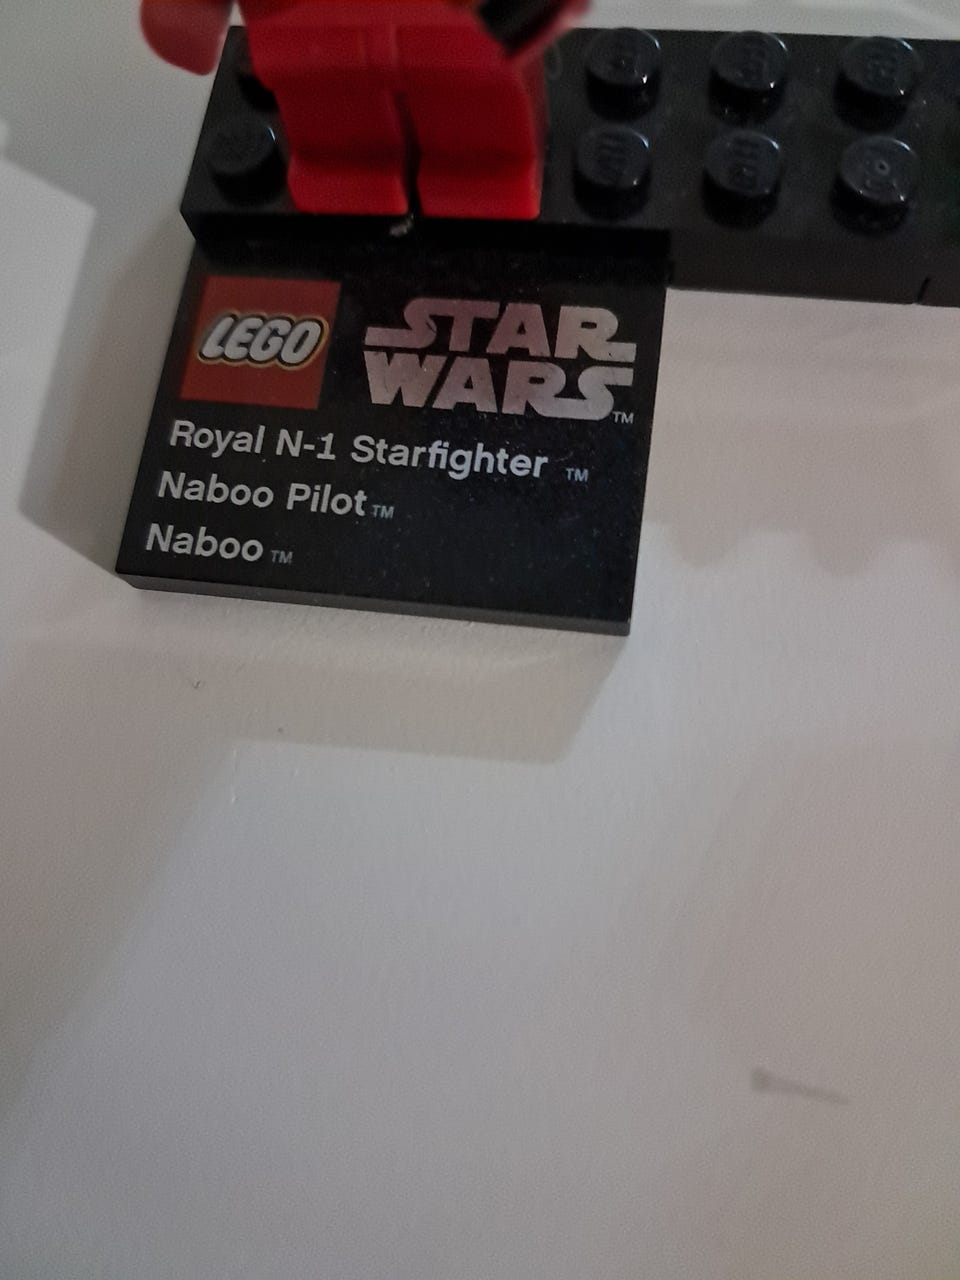 LEGO
STAR
WARS™
Royal N-1 Starfighter ™
Naboo Pilot™
Naboo™